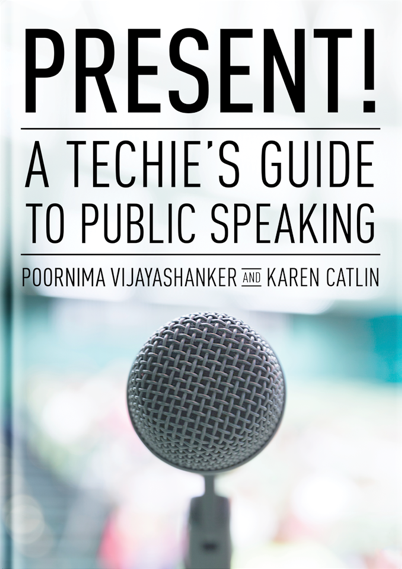 PRESENT!
A TECHIE'S GUIDE
TO PUBLIC SPEAKING
POORNIMA VIJAYASHANKER AND KAREN CATLIN